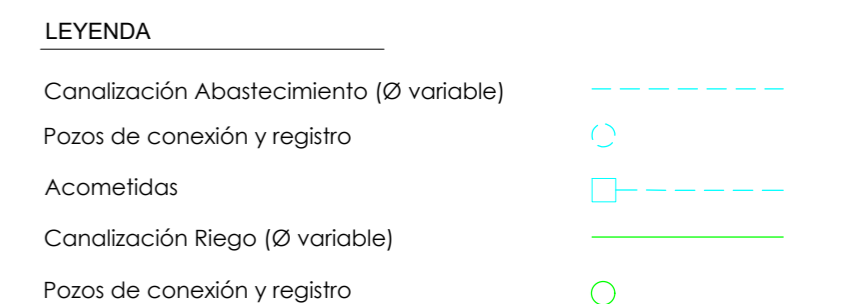 LEYENDA
Canalización Abastecimiento (Ø variable)
Pozos de conexión y registro
Acometidas
Canalización Riego (Ø variable)
Pozos de conexión y registro